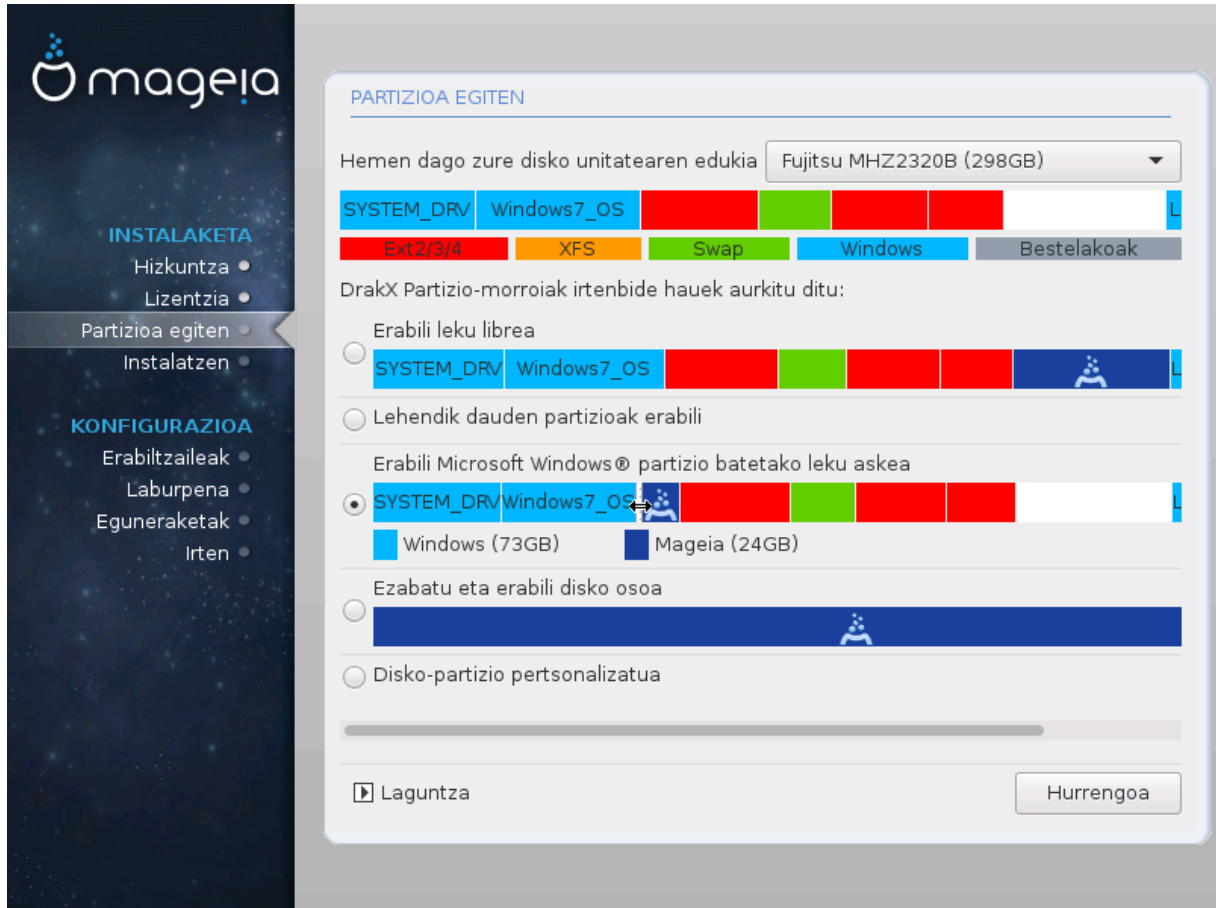 mageia
INSTALAKETA
Hizkuntza
Lizentzia
Partizioa egiten
Instalatzen
KONFIGURAZIOA
Erabiltzaileak
Laburpena
Eguneraketak
Irten
PARTIZIOA EGITEN
Hemen dago zure disko unitatearen edukia Fujitsu MHZ2320B (298GB)
SYSTEM_DRV Windows7_OS L
Ext2/3/4 XFS Swap Windows Bestelakoak
DrakX Partizio-morroiak irtenbide hauek aurkitu ditu:
Erabili leku librea
SYSTEM_DRV Windows7_OS L
Lehendik dauden partizioak erabili
Erabili Microsoft Windows® partizio batetako leku askea
SYSTEM_DRV Windows7_OS L
Windows (73GB) Mageia (24GB)
Ezabatu eta erabili disko osoa
Disko-partizio pertsonalizatua
Laguntza
Hurrengoa